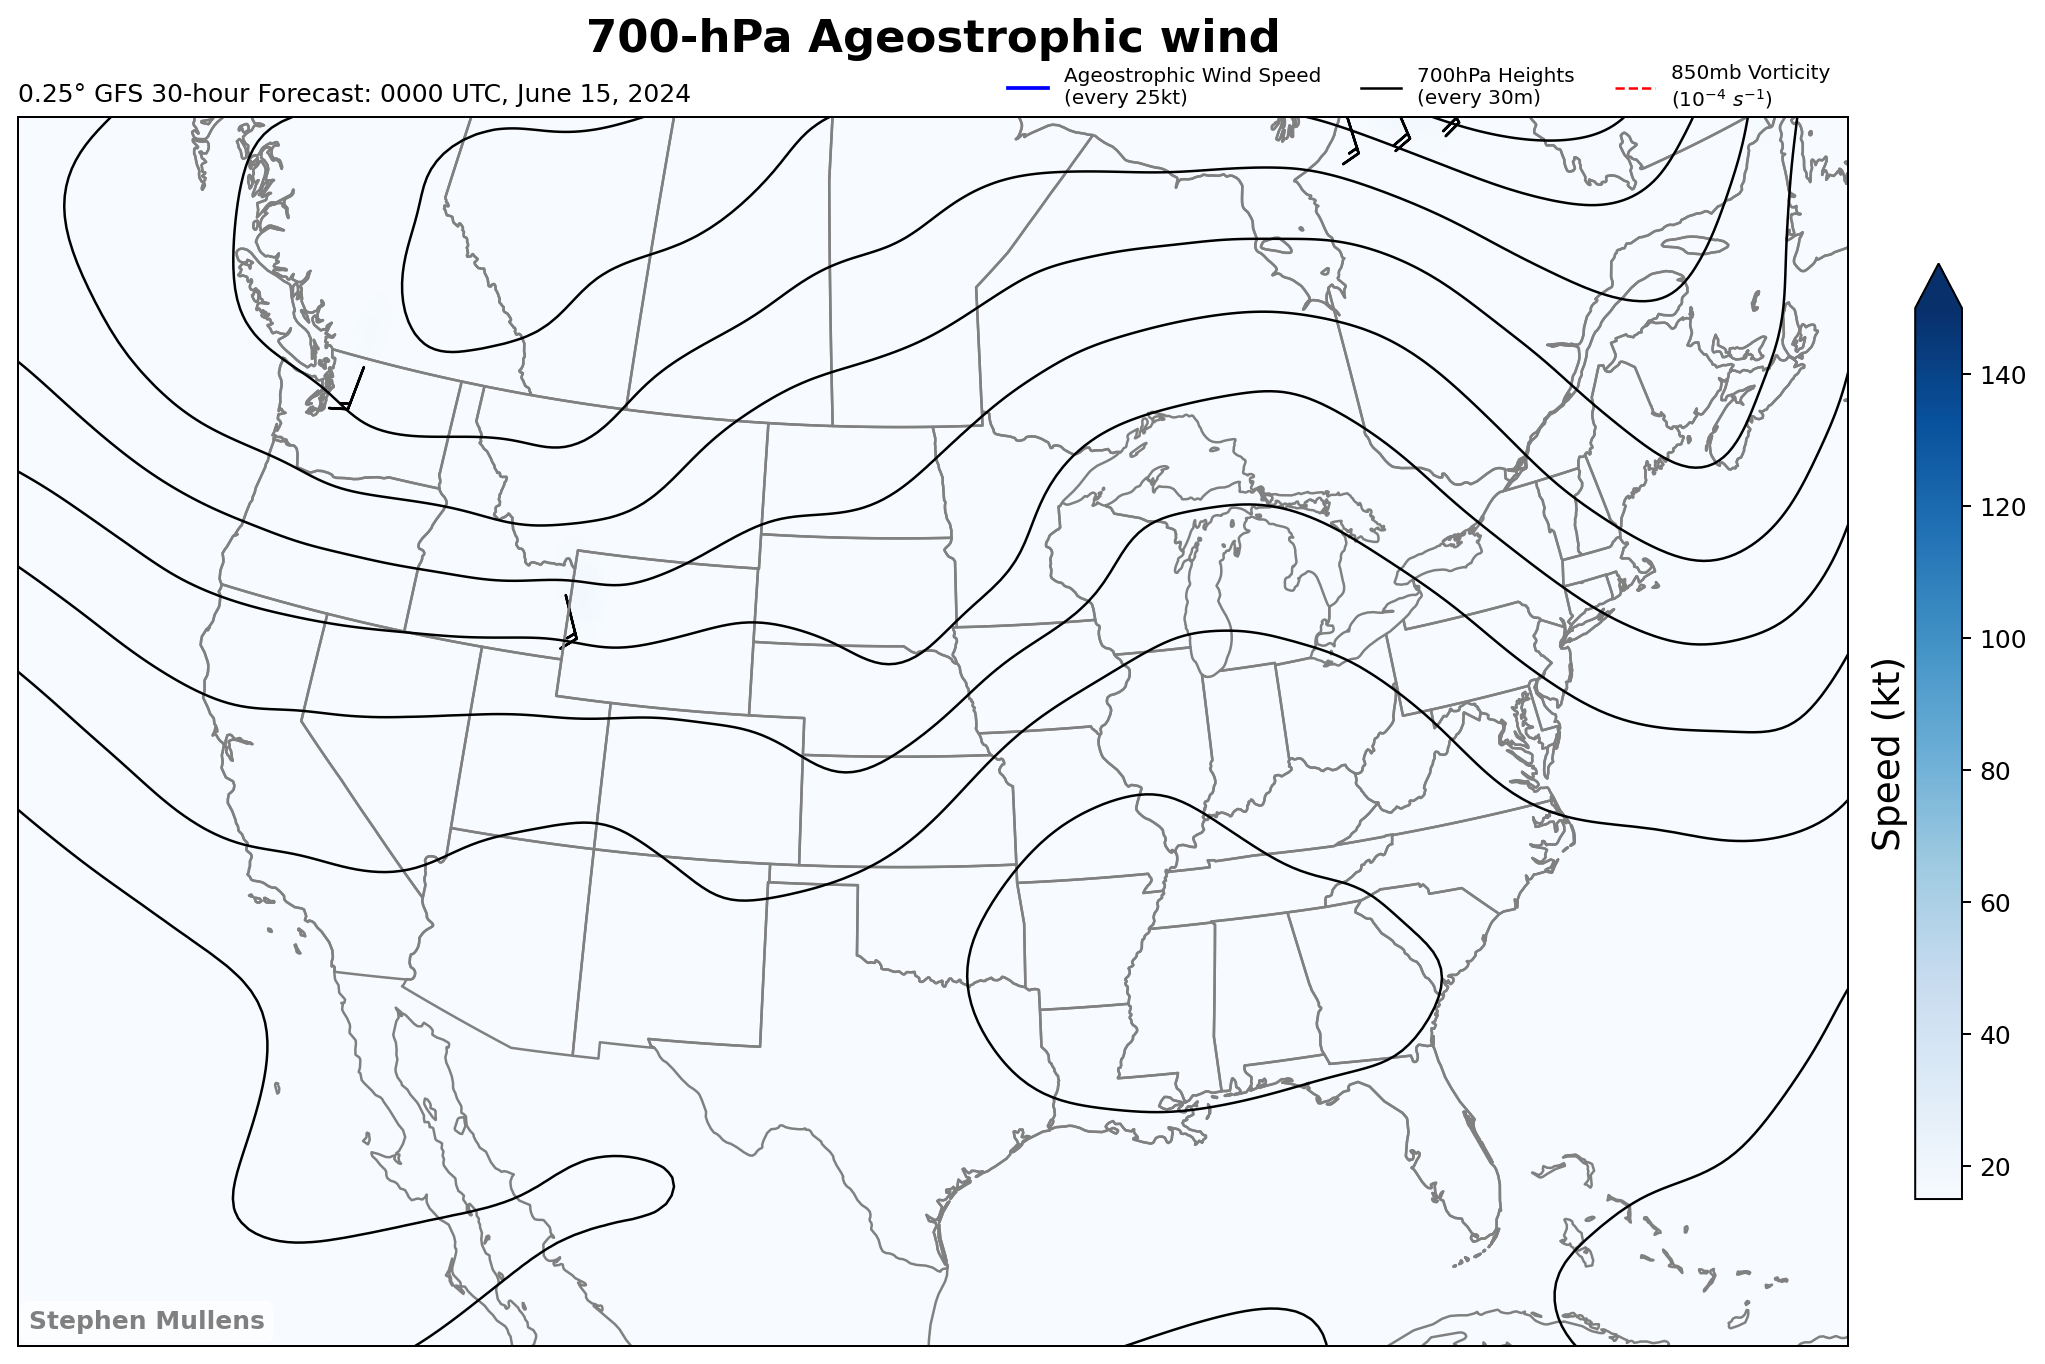 700-hPa Ageostrophic wind
0.25° GFS 30-hour Forecast: 0000 UTC, June 15, 2024
Ageostrophic Wind Speed
(every 25kt)
700hPa Heights
(every 30m)
850mb Vorticity
(10⁻⁴ s⁻¹)
140
120
100
80
60
40
20
Speed (kt)
Stephen Mullens